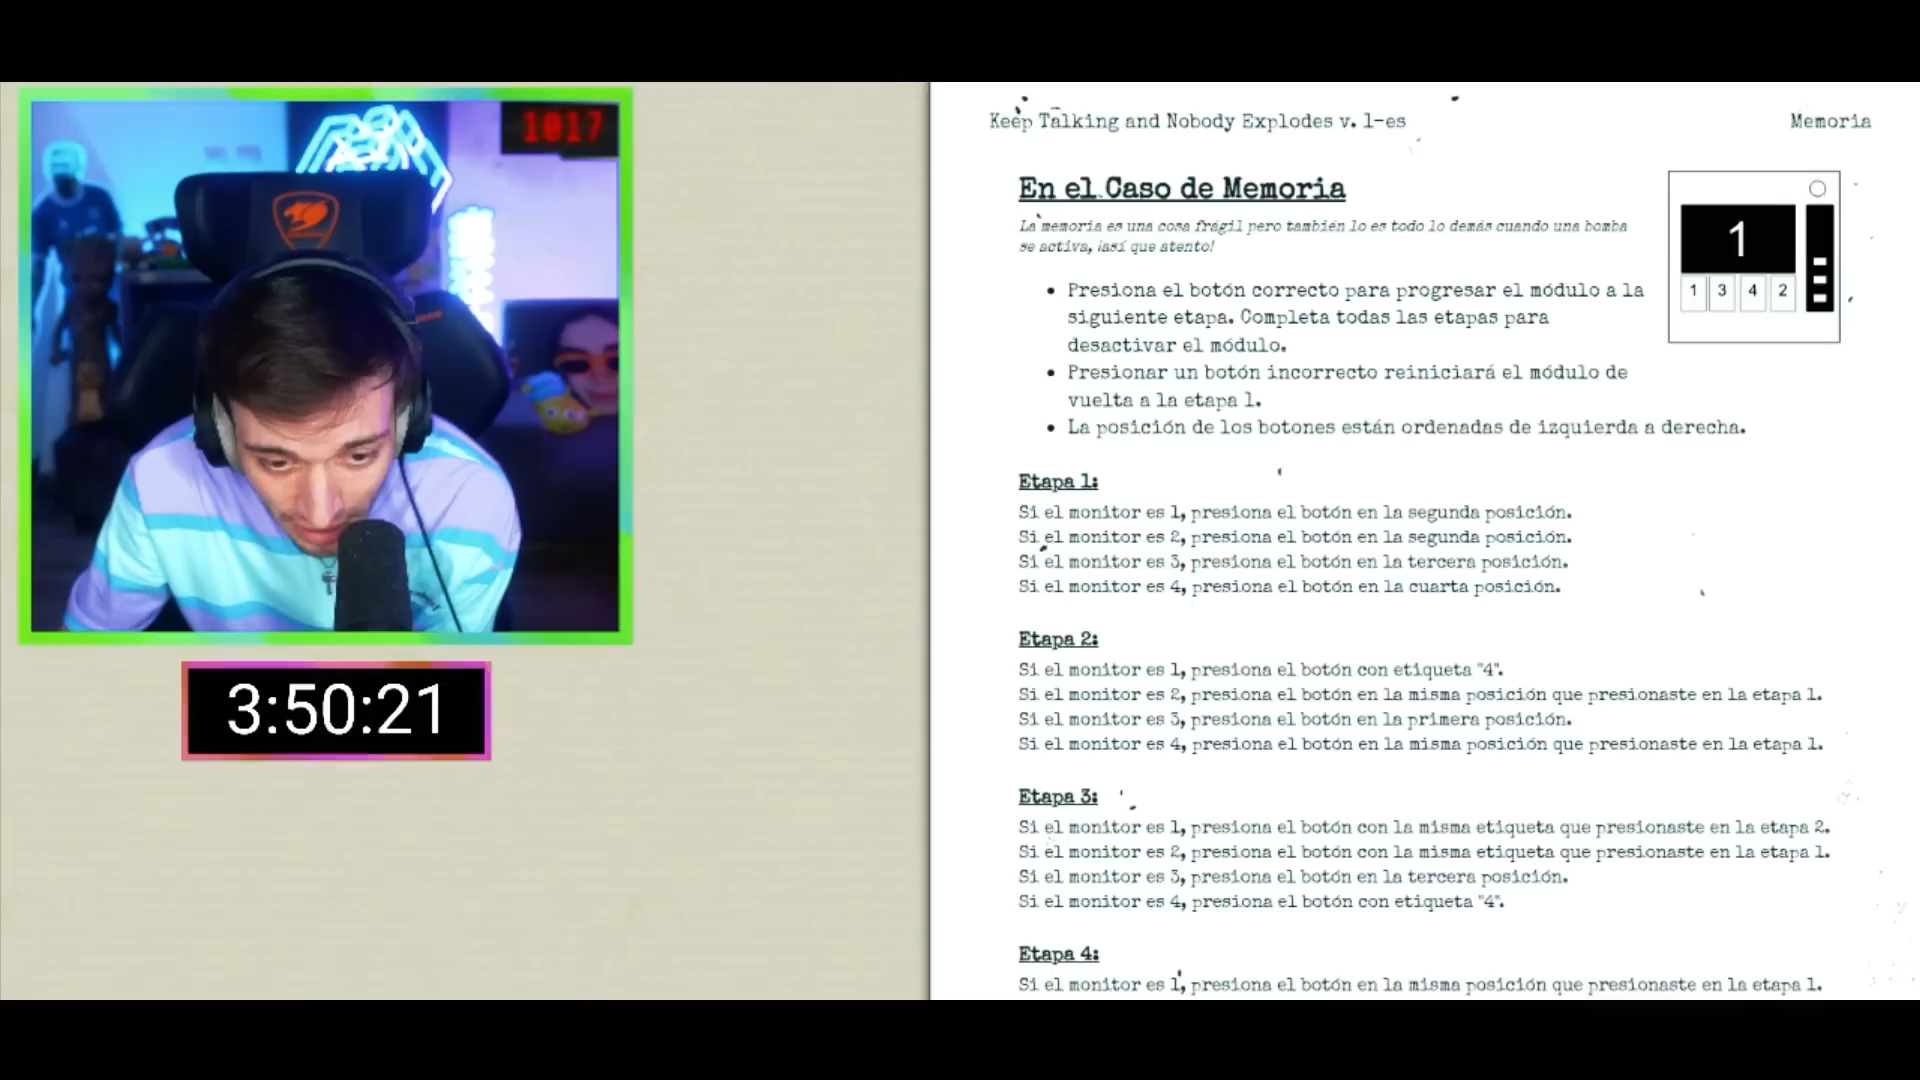 1017
3:50:21
Keep Talking and Nobody Explodes v. 1-es
Memoria
En el Caso de Memoria
La memoria es una cosa frágil pero también lo es todo lo demás cuando una bomba
se activa, ¡así que atento!
1
1 3 4 2
• Presiona el botón correcto para progresar el módulo a la
siguiente etapa. Completa todas las etapas para
desactivar el módulo.
• Presionar un botón incorrecto reiniciará el módulo de
vuelta a la etapa 1.
• La posición de los botones están ordenadas de izquierda a derecha.
Etapa 1:
Si el monitor es 1, presiona el botón en la segunda posición.
Si el monitor es 2, presiona el botón en la segunda posición.
Si el monitor es 3, presiona el botón en la tercera posición.
Si el monitor es 4, presiona el botón en la cuarta posición.
Etapa 2:
Si el monitor es 1, presiona el botón con etiqueta "4".
Si el monitor es 2, presiona el botón en la misma posición que presionaste en la etapa 1.
Si el monitor es 3, presiona el botón en la primera posición.
Si el monitor es 4, presiona el botón en la misma posición que presionaste en la etapa 1.
Etapa 3:
Si el monitor es 1, presiona el botón con la misma etiqueta que presionaste en la etapa 2.
Si el monitor es 2, presiona el botón con la misma etiqueta que presionaste en la etapa 1.
Si el monitor es 3, presiona el botón en la tercera posición.
Si el monitor es 4, presiona el botón con etiqueta "4".
Etapa 4:
Si el monitor es 1, presiona el botón en la misma posición que presionaste en la etapa 1.